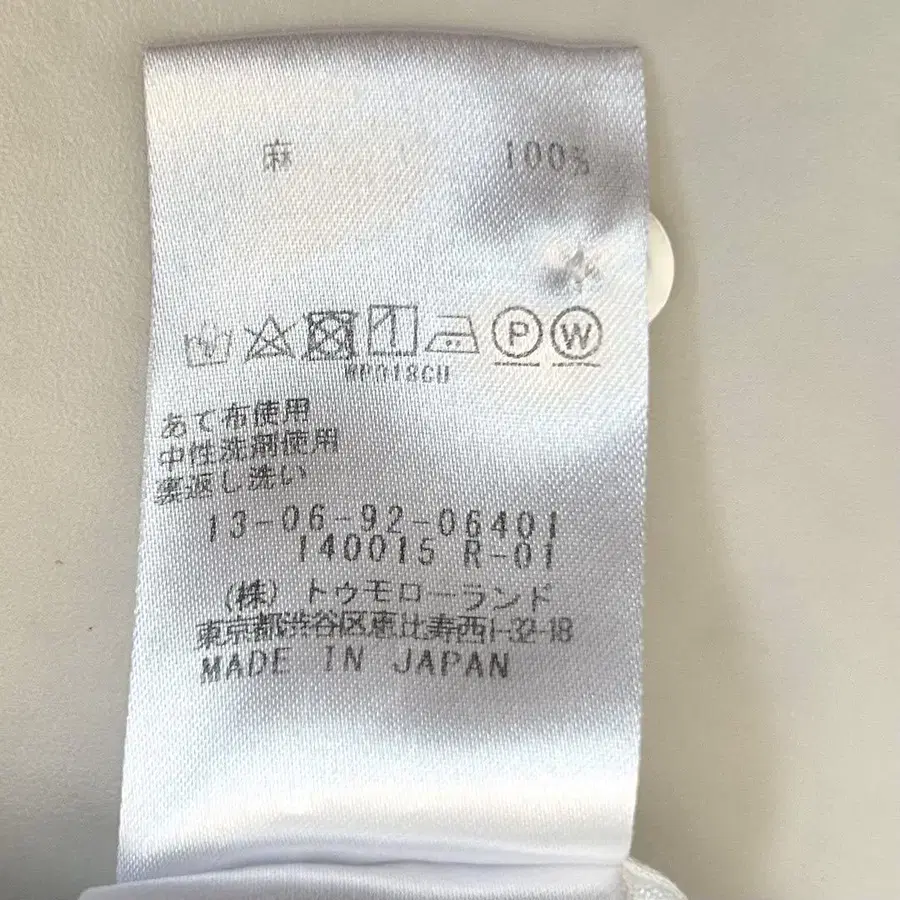 麻 100%
P W
あて布使用
中性洗剤使用
裏返し洗い
13-06-92-06401
140015 R-01
(株) トゥモローランド
東京都渋谷区恵比寿西1-32-18
MADE IN JAPAN